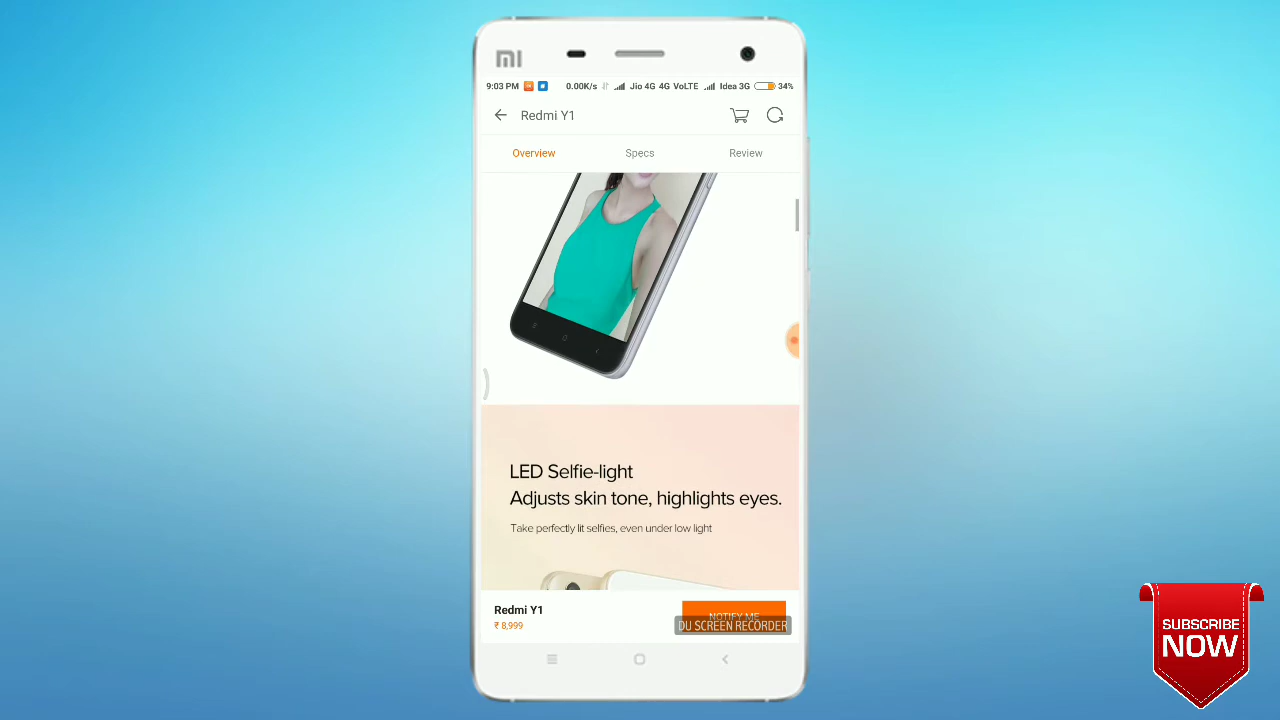 mi
9:03 PM 0.00K/s Jio 4G 4G VoLTE Idea 3G 34%
Redmi Y1
Overview Specs Review
LED Selfie-light
Adjusts skin tone, highlights eyes.
Take perfectly lit selfies, even under low light
Redmi Y1
₹ 8,999
NOTIFY ME
DU SCREEN RECORDER
SUBSCRIBE
NOW